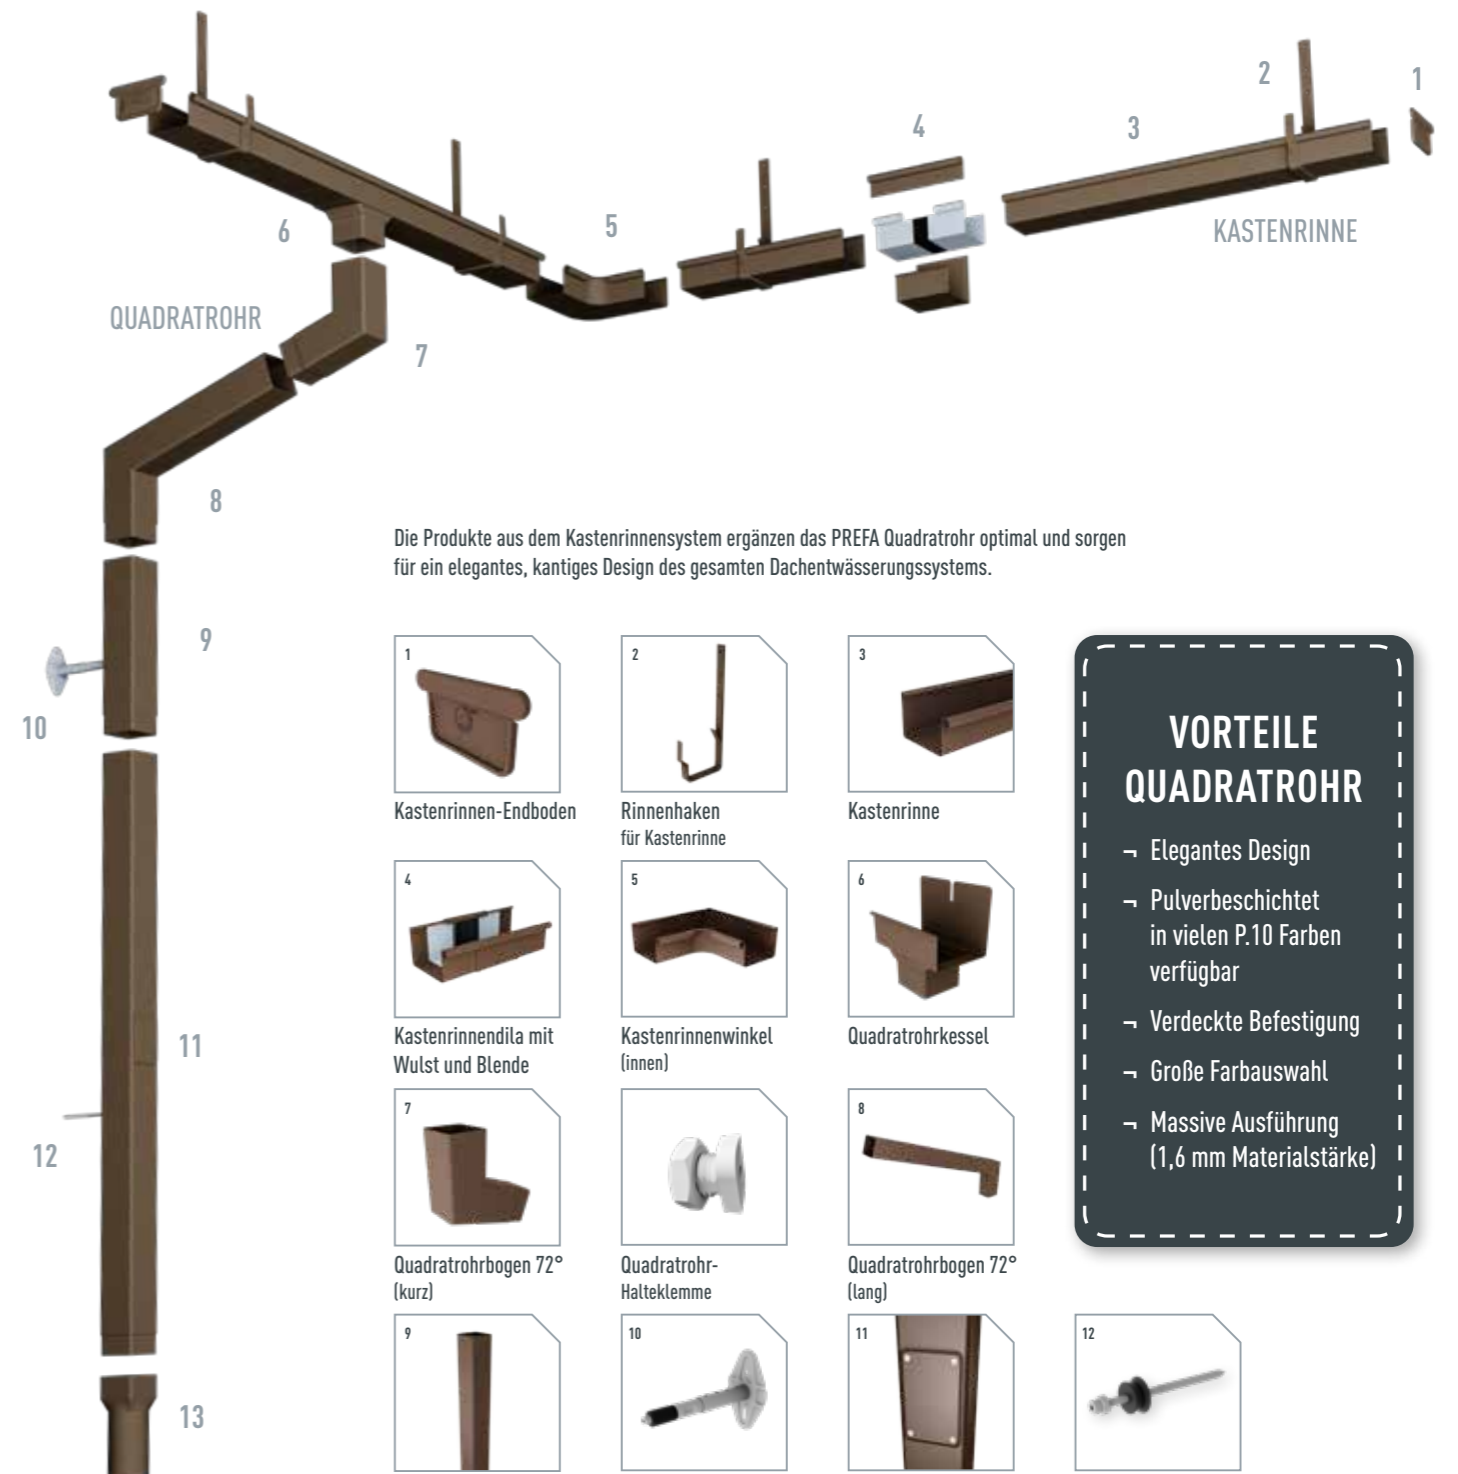 2
1
4
3
6
5
KASTENRINNE
QUADRATROHR
7
8
9
10
11
12
13
Die Produkte aus dem Kastenrinnensystem ergänzen das PREFA Quadratrohr optimal und sorgen
für ein elegantes, kantiges Design des gesamten Dachentwässerungssystems.
1
Kastenrinnen-Endboden
2
Rinnenhaken
für Kastenrinne
3
Kastenrinne
4
Kastenrinnendila mit
Wulst und Blende
5
Kastenrinnenwinkel
(innen)
6
Quadratrohrkessel
7
Quadratrohrbogen 72°
(kurz)
Quadratrohr-
Halteklemme
8
Quadratrohrbogen 72°
(lang)
9
10
11
12
VORTEILE
QUADRATROHR
¬ Elegantes Design
¬ Pulverbeschichtet
in vielen P.10 Farben
verfügbar
¬ Verdeckte Befestigung
¬ Große Farbauswahl
¬ Massive Ausführung
(1,6 mm Materialstärke)